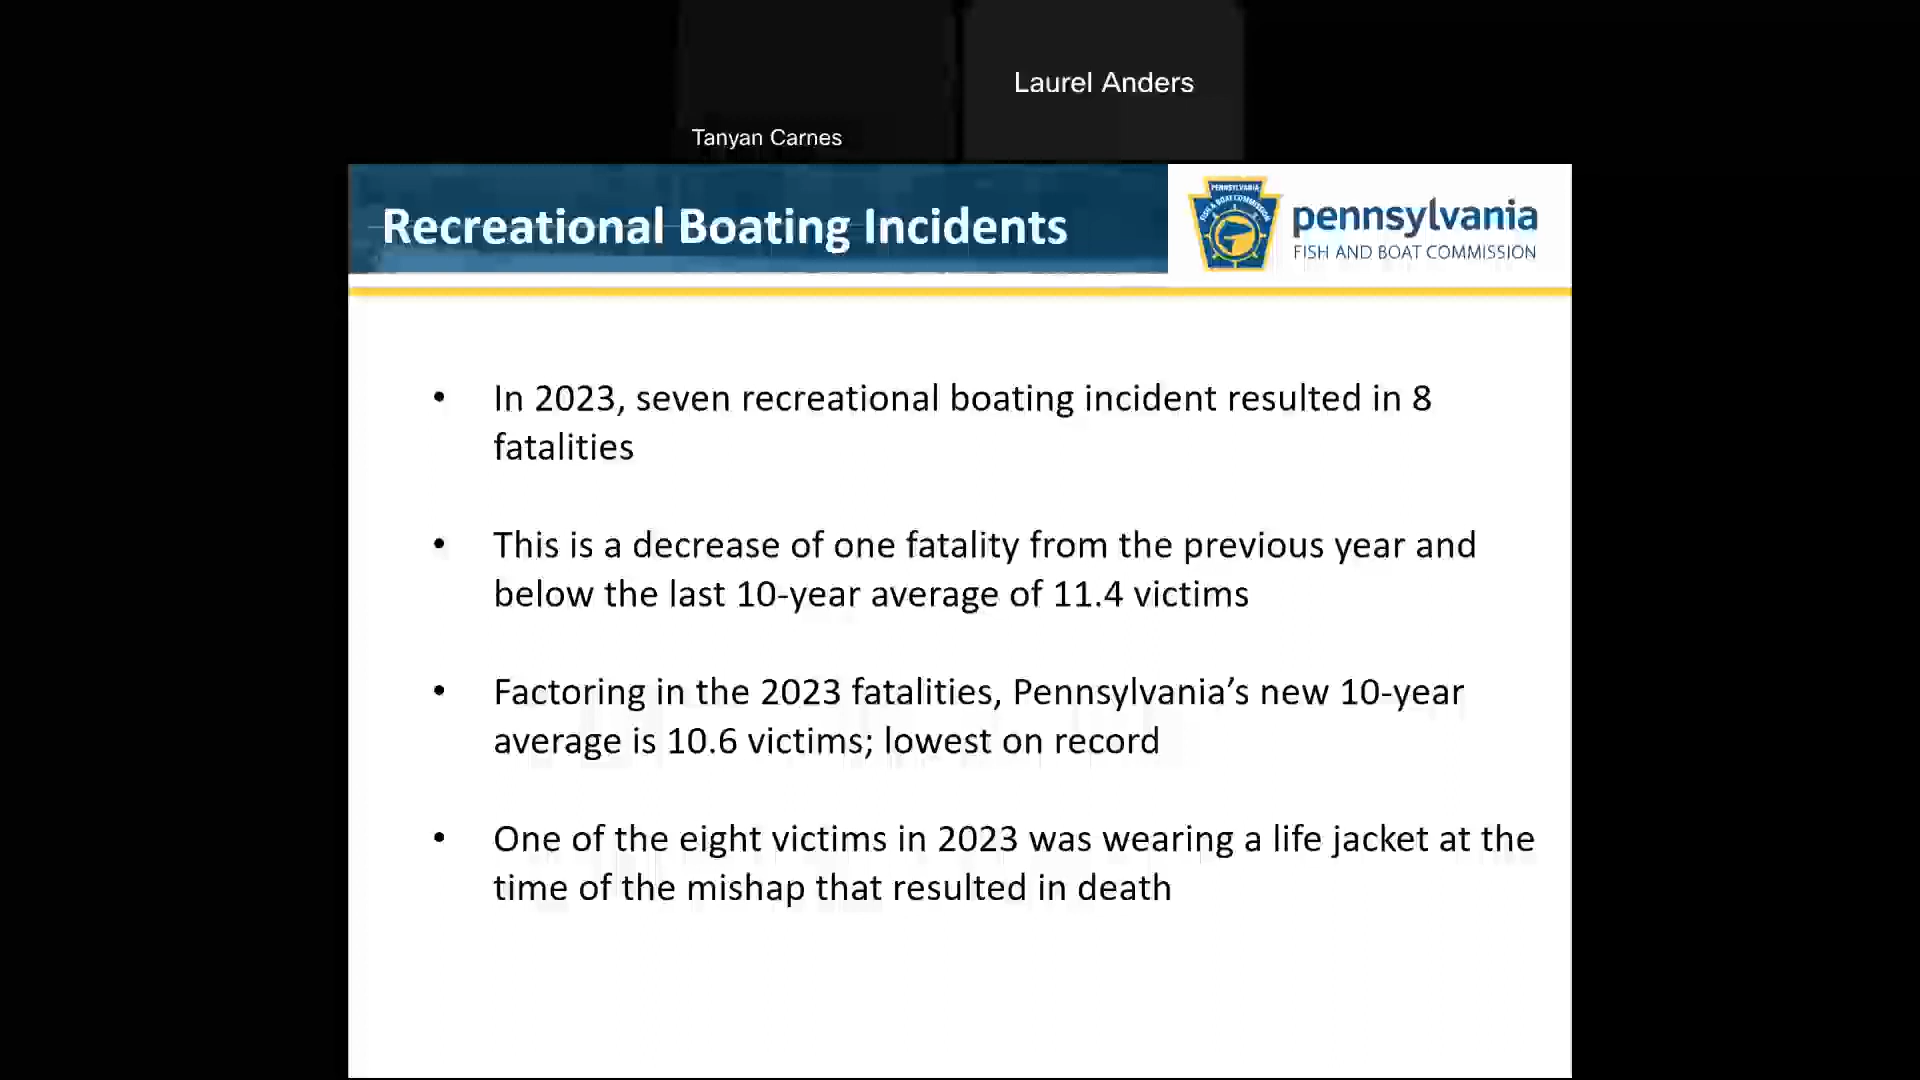 Laurel Anders
Tanyan Carnes
Recreational Boating Incidents
PENNSYLVANIA
FISH & BOAT COMMISSION
pennsylvania
FISH AND BOAT COMMISSION
• In 2023, seven recreational boating incident resulted in 8
fatalities
• This is a decrease of one fatality from the previous year and
below the last 10-year average of 11.4 victims
• Factoring in the 2023 fatalities, Pennsylvania’s new 10-year
average is 10.6 victims; lowest on record
• One of the eight victims in 2023 was wearing a life jacket at the
time of the mishap that resulted in death